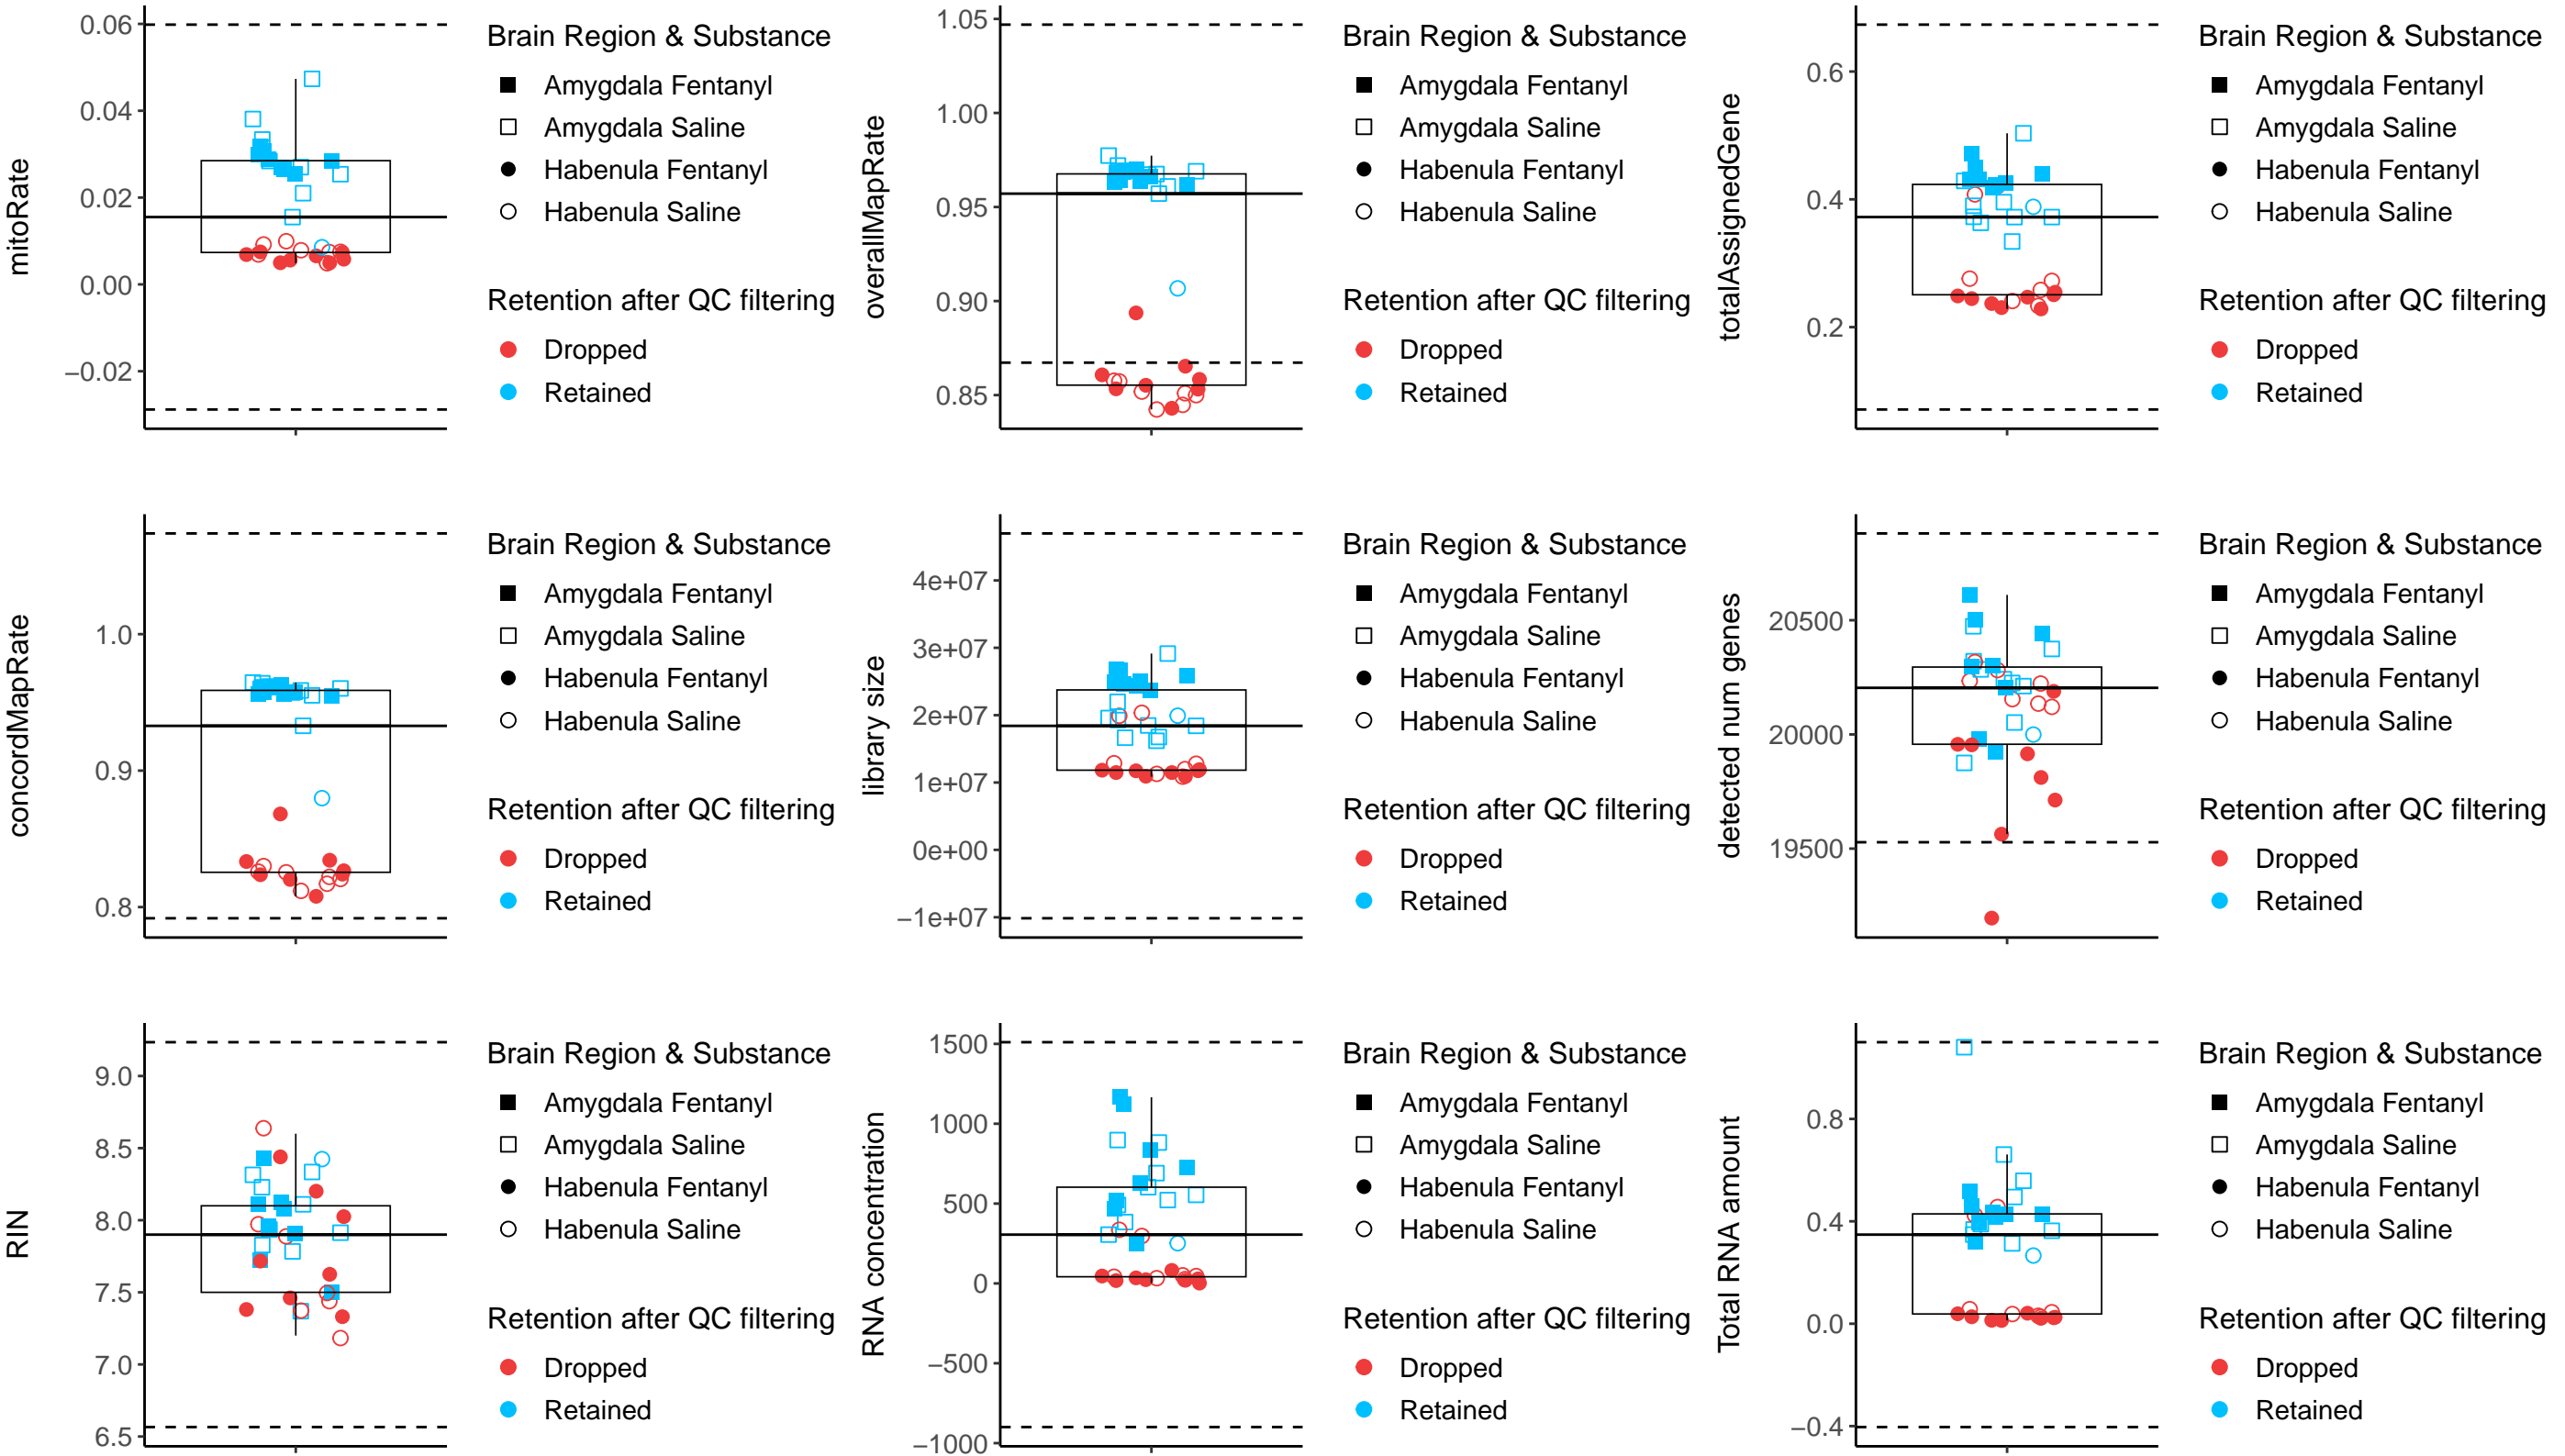 mitoRate
0.06
0.04
0.02
0.00
−0.02
Brain Region & Substance
Amygdala Fentanyl
Amygdala Saline
Habenula Fentanyl
Habenula Saline
Retention after QC filtering
Dropped
Retained
overallMapRate
1.05
1.00
0.95
0.90
0.85
Brain Region & Substance
Amygdala Fentanyl
Amygdala Saline
Habenula Fentanyl
Habenula Saline
Retention after QC filtering
Dropped
Retained
totalAssignedGene
0.6
0.4
0.2
Brain Region & Substance
Amygdala Fentanyl
Amygdala Saline
Habenula Fentanyl
Habenula Saline
Retention after QC filtering
Dropped
Retained
concordMapRate
1.0
0.9
0.8
Brain Region & Substance
Amygdala Fentanyl
Amygdala Saline
Habenula Fentanyl
Habenula Saline
Retention after QC filtering
Dropped
Retained
library size
4e+07
3e+07
2e+07
1e+07
0e+00
−1e+07
Brain Region & Substance
Amygdala Fentanyl
Amygdala Saline
Habenula Fentanyl
Habenula Saline
Retention after QC filtering
Dropped
Retained
detected num genes
20500
20000
19500
Brain Region & Substance
Amygdala Fentanyl
Amygdala Saline
Habenula Fentanyl
Habenula Saline
Retention after QC filtering
Dropped
Retained
RIN
9.0
8.5
8.0
7.5
7.0
6.5
Brain Region & Substance
Amygdala Fentanyl
Amygdala Saline
Habenula Fentanyl
Habenula Saline
Retention after QC filtering
Dropped
Retained
RNA concentration
1500
1000
500
0
−500
−1000
Brain Region & Substance
Amygdala Fentanyl
Amygdala Saline
Habenula Fentanyl
Habenula Saline
Retention after QC filtering
Dropped
Retained
Total RNA amount
0.8
0.4
0.0
−0.4
Brain Region & Substance
Amygdala Fentanyl
Amygdala Saline
Habenula Fentanyl
Habenula Saline
Retention after QC filtering
Dropped
Retained